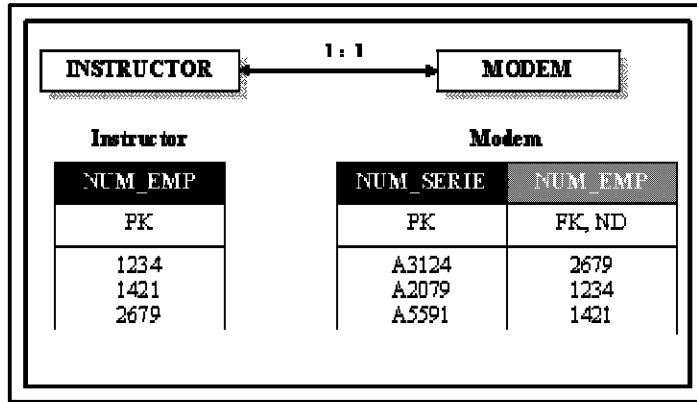 1 : 1
INSTRUCTOR MODEM
Instructor Modem
NUM_EMP NUM_SERIE NUM_EMP
PK PK FK, ND
1234 A3124 2679
1421 A2079 1234
2679 A5591 1421